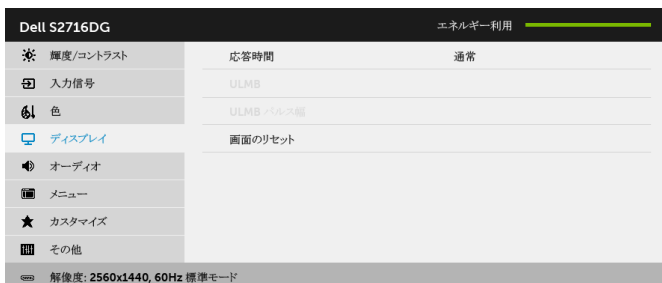 Dell S2716DG エネルギー利用
輝度/コントラスト 応答時間 通常
入力信号 ULMB
色 ULMB パルス幅
ディスプレイ 画面のリセット
オーディオ
メニュー
カスタマイズ
その他
解像度: 2560x1440, 60Hz 標準モード